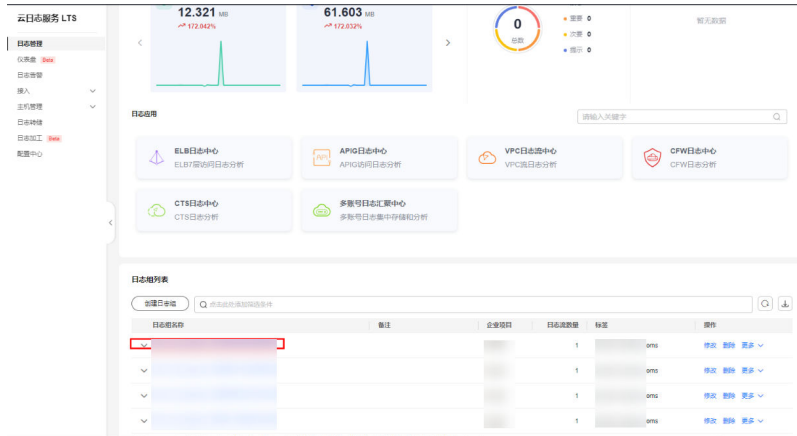 云日志服务 LTS
日志管理
仪表盘 Beta
日志告警
接入
主机管理
日志转储
日志加工 Beta
配置中心
12.321 MB
172.042%
61.603 MB
172.032%
0
总数
重要 0
次要 0
提示 0
暂无数据
日志应用
请输入关键字
ELB日志中心
ELB7层访问日志分析
APIG日志中心
APIG访问日志分析
VPC日志流中心
VPC流日志分析
CFW日志中心
CFW日志分析
CTS日志中心
CTS日志分析
多账号日志汇聚中心
多账号日志集中存储和分析
日志组列表
创建日志组
点击此处添加筛选条件
日志组名称 备注 企业项目 日志流数量 标签 操作
1 oms 修改 删除 更多
1 oms 修改 删除 更多
1 oms 修改 删除 更多
1 oms 修改 删除 更多